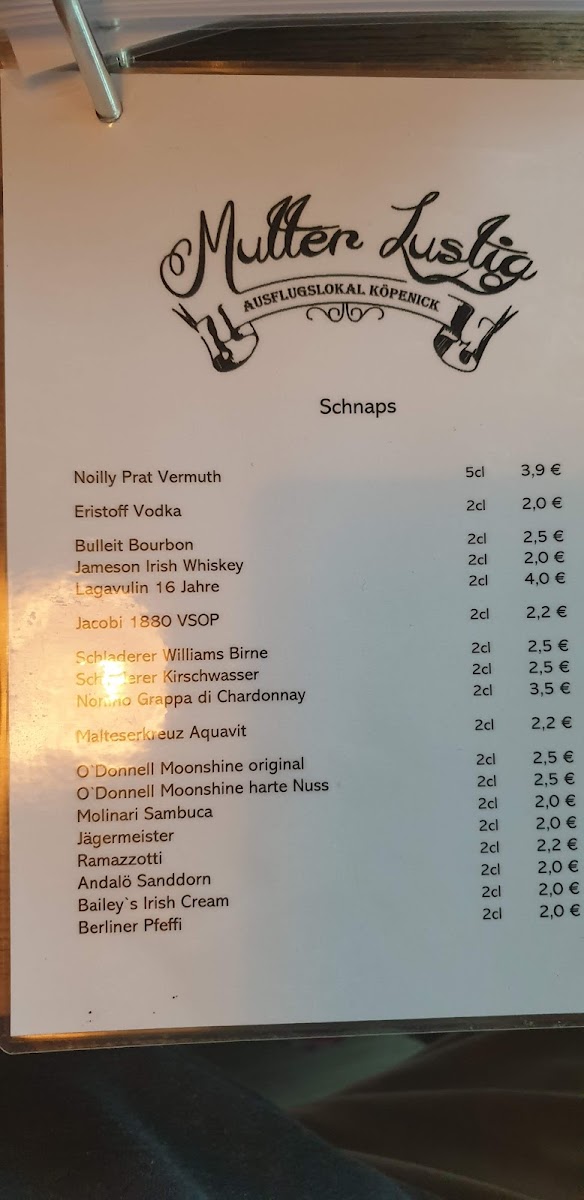 Mutter Lustig
AUSFLUGSLOKAL KÖPENICK
Schnaps
Noilly Prat Vermuth 5cl 3,9 €
Eristoff Vodka 2cl 2,0 €
Bulleit Bourbon 2cl 2,5 €
Jameson Irish Whiskey 2cl 2,0 €
Lagavulin 16 Jahre 2cl 4,0 €
Jacobi 1880 VSOP 2cl 2,2 €
Schladerer Williams Birne 2cl 2,5 €
Schladerer Kirschwasser 2cl 2,5 €
Nonino Grappa di Chardonnay 2cl 3,5 €
Malteserkreuz Aquavit 2cl 2,2 €
O`Donnell Moonshine original 2cl 2,5 €
O`Donnell Moonshine harte Nuss 2cl 2,5 €
Molinari Sambuca 2cl 2,0 €
Jägermeister 2cl 2,0 €
Ramazzotti 2cl 2,2 €
Andalö Sanddorn 2cl 2,0 €
Bailey`s Irish Cream 2cl 2,0 €
Berliner Pfeffi 2cl 2,0 €